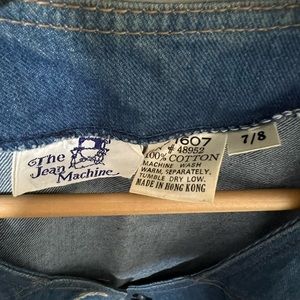 The
Jean
Machine
607
# 48952
100% COTTON
MACHINE WASH
WARM, SEPARATELY.
TUMBLE DRY LOW.
MADE IN HONG KONG
7/8